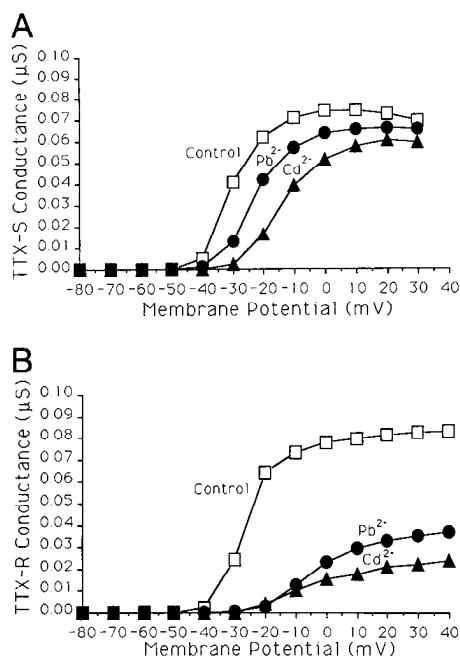 A
TTX-S Conductance (μS)
0.10
0.09
0.08
0.07
0.06
0.05
0.04
0.03
0.02
0.01
0.00
Control
Pb2-
Cd2-
-80 -70 -60 -50 -40 -30 -20 -10 0 10 20 30 40
Membrane Potential (mV)
B
TTX-R Conductance (μS)
0.10
0.09
0.08
0.07
0.06
0.05
0.04
0.03
0.02
0.01
0.00
Control
Pb2-
Cd2-
-80 -70 -60 -50 -40 -30 -20 -10 0 10 20 30 40
Membrane Potential (mV)